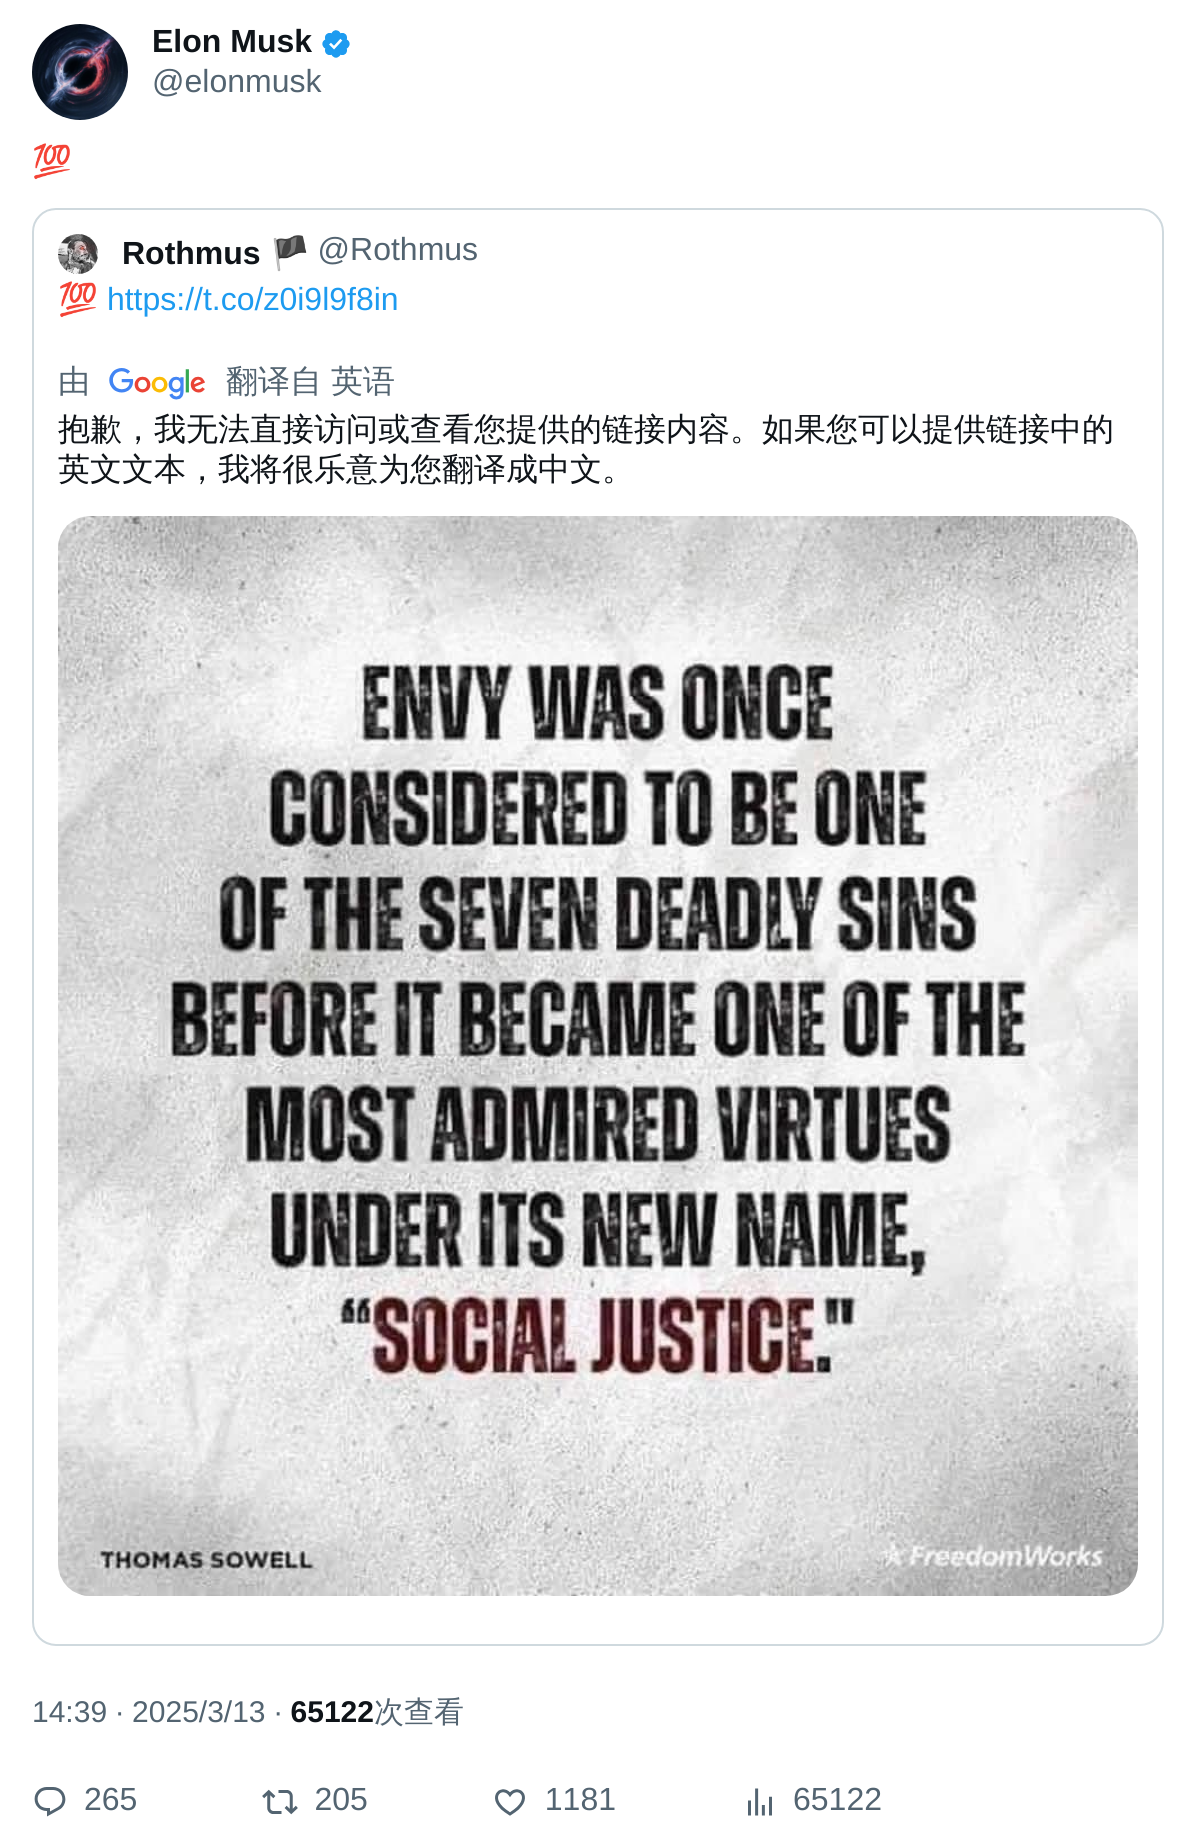 Elon Musk
@elonmusk
💯
Rothmus 🏴 @Rothmus
💯 https://t.co/z0i9l9f8in
由 Google 翻译自 英语
抱歉，我无法直接访问或查看您提供的链接内容。如果您可以提供链接中的
英文文本，我将很乐意为您翻译成中文。
ENVY WAS ONCE
CONSIDERED TO BE ONE
OF THE SEVEN DEADLY SINS
BEFORE IT BECAME ONE OF THE
MOST ADMIRED VIRTUES
UNDER ITS NEW NAME,
“SOCIAL JUSTICE."
THOMAS SOWELL
FreedomWorks
14:39 · 2025/3/13 · 65122次查看
265 205 1181 65122